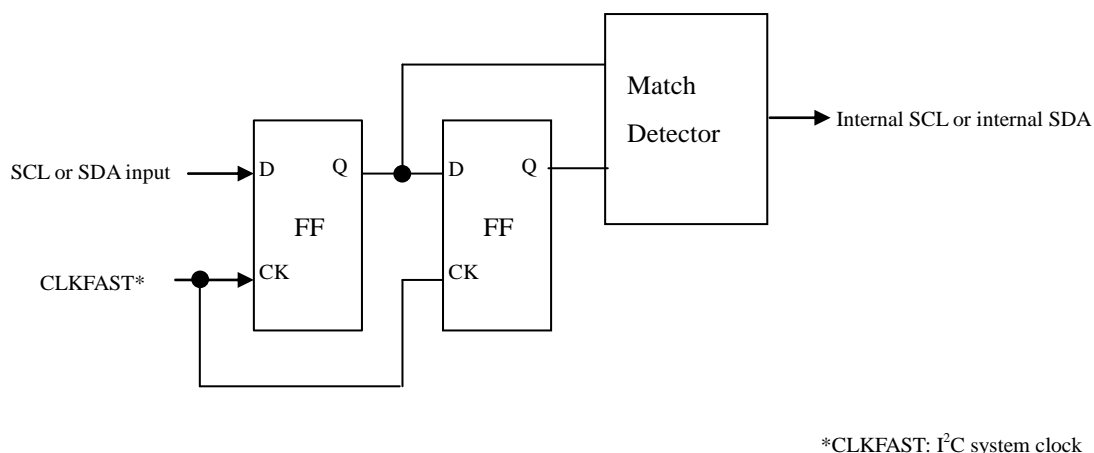 Match
Detector
Internal SCL or internal SDA
SCL or SDA input
D
Q
FF
CK
D
Q
FF
CK
CLKFAST*
*CLKFAST: I²C system clock